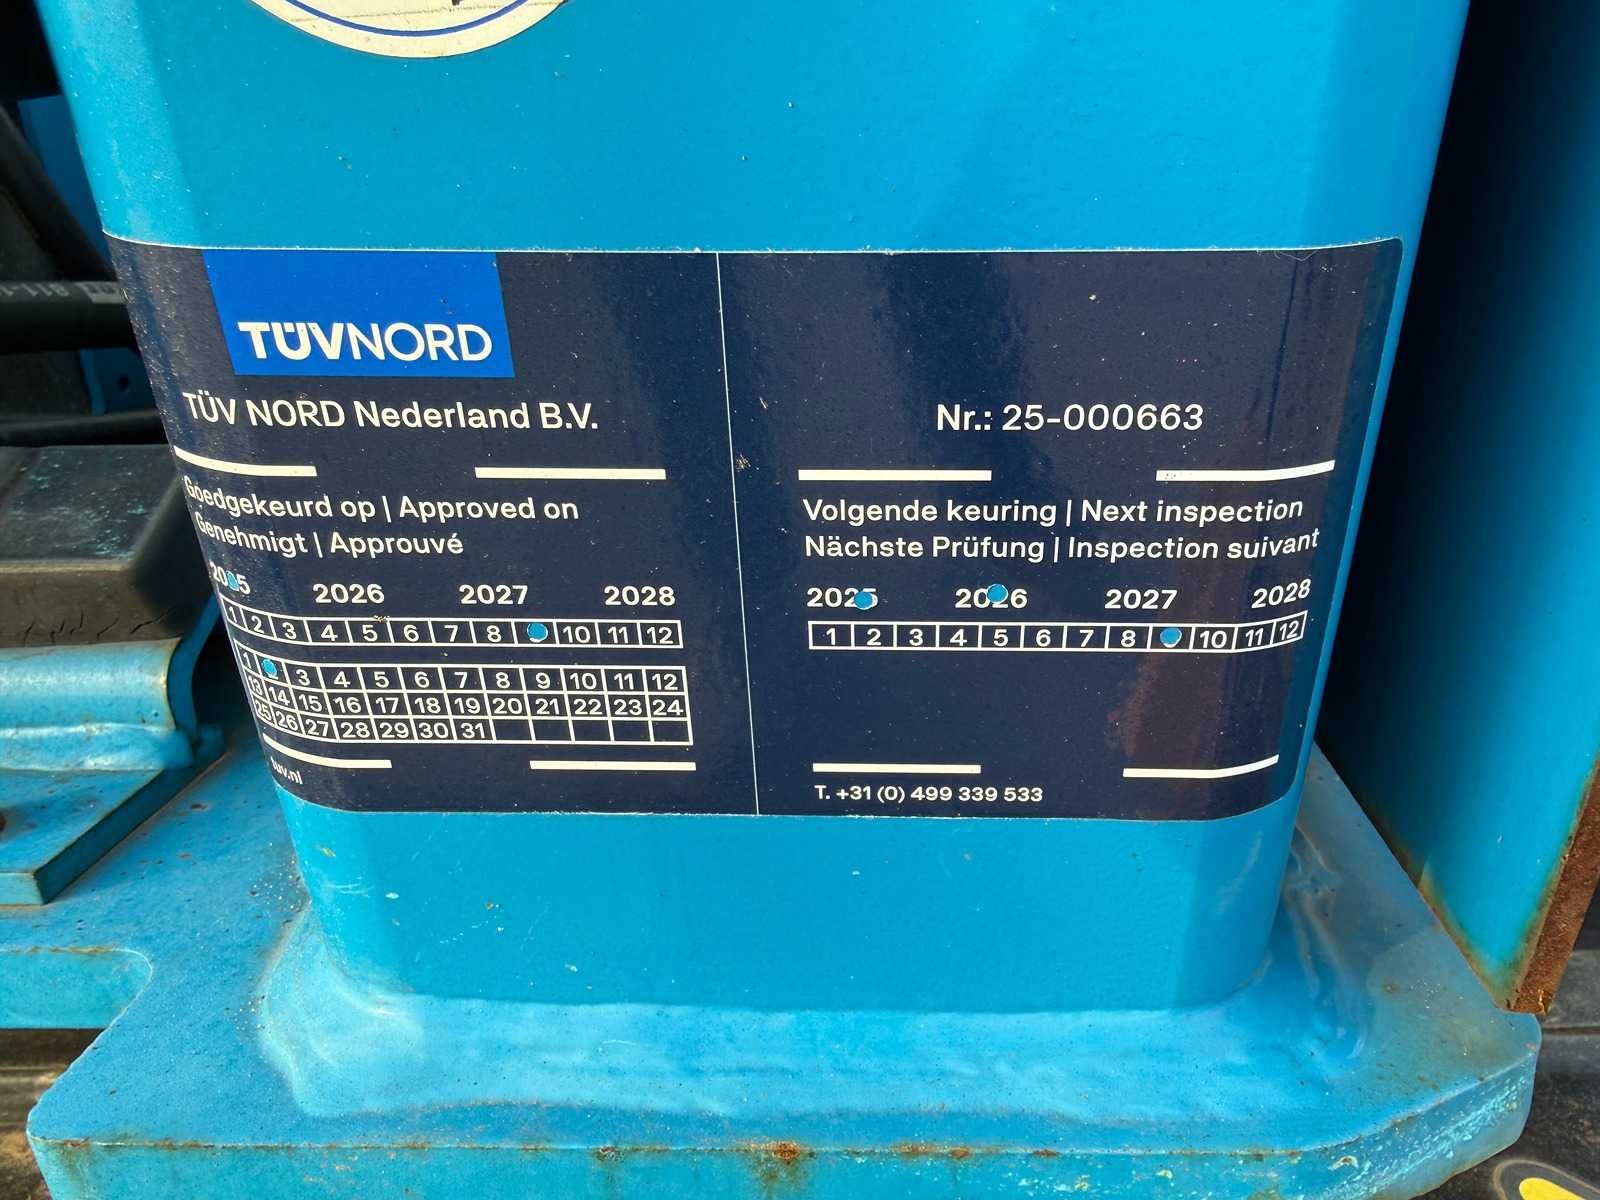 TÜVNORD
TÜV NORD Nederland B.V.
Goedgekeurd op | Approved on
Genehmigt | Approuvé
2025 2026 2027 2028
1 2 3 4 5 6 7 8 10 11 12
1 2 3 4 5 6 7 8 9 10 11 12
13 14 15 16 17 18 19 20 21 22 23 24
25 26 27 28 29 30 31
tuv.nl
Nr.: 25-000663
Volgende keuring | Next inspection
Nächste Prüfung | Inspection suivant
2025 2026 2027 2028
1 2 3 4 5 6 7 8 10 11 12
T. +31 (0) 499 339 533